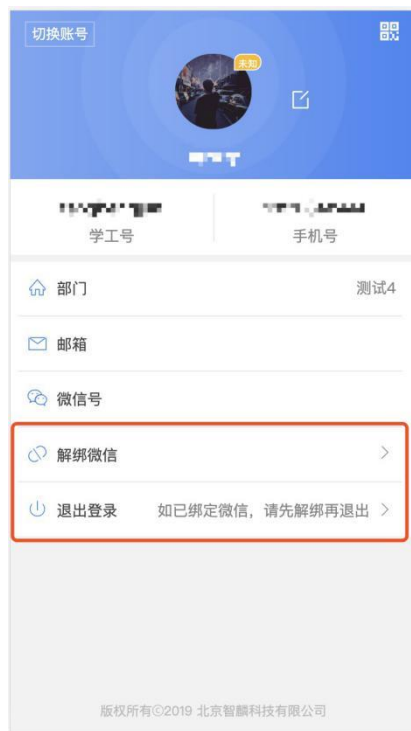 切换账号
未知
学工号
手机号
部门 测试4
邮箱
微信号
解绑微信
退出登录 如已绑定微信，请先解绑再退出
版权所有©2019 北京智麟科技有限公司